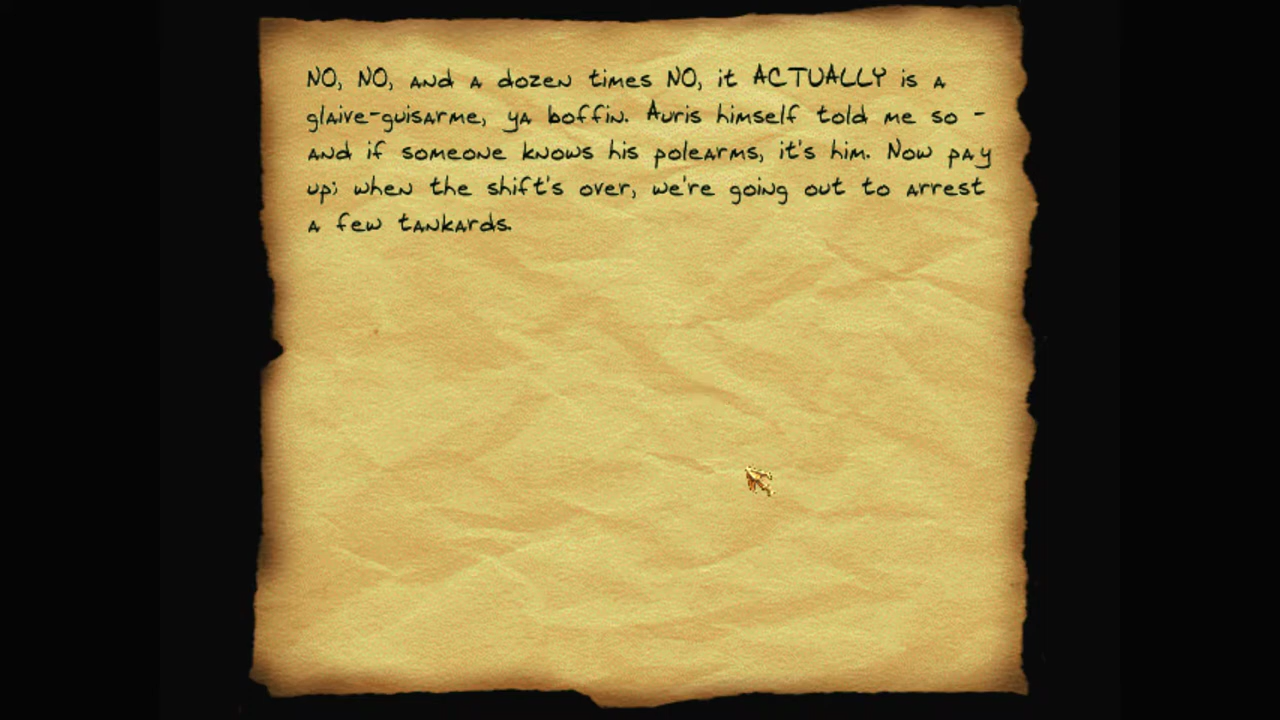 NO, NO, and a dozen times NO, it ACTUALLY is a
glaive-guisarme, ya boffin. Auris himself told me so -
and if someone knows his polearms, it's him. Now pay
up; when the shift's over, we're going out to arrest
a few tankards.